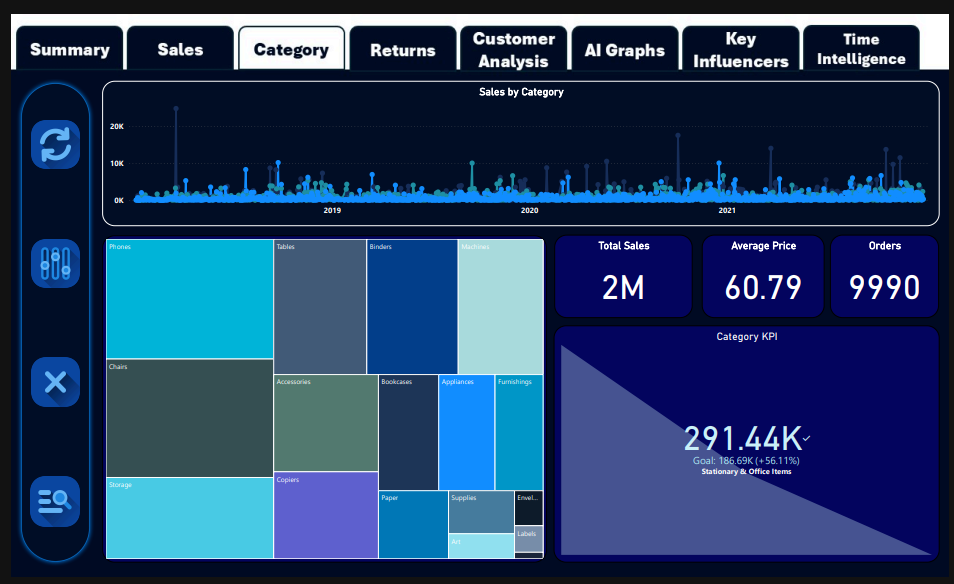 Summary
Sales
Category
Returns
Customer
Analysis
AI Graphs
Key
Influencers
Time
Intelligence
Sales by Category
20K
10K
0K
2019
2020
2021
Phones
Tables
Binders
Machines
Chairs
Accessories
Bookcases
Appliances
Furnishings
Storage
Copiers
Paper
Supplies
Envel...
Art
Labels
Total Sales
2M
Average Price
60.79
Orders
9990
Category KPI
291.44K
Goal: 186.69K (+56.11%)
Stationary & Office Items